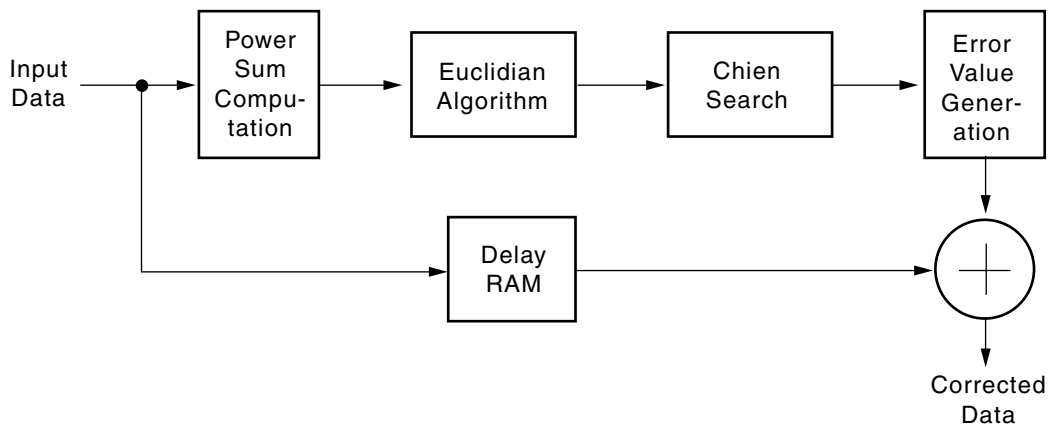 Input
Data
Power
Sum
Compu-
tation
Euclidian
Algorithm
Chien
Search
Error
Value
Gener-
ation
Delay
RAM
Corrected
Data